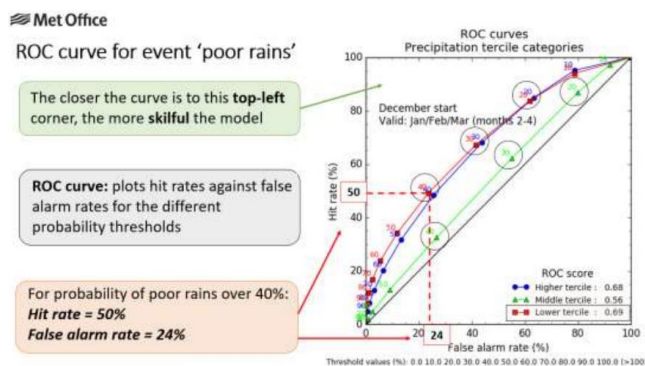 Met Office
ROC curve for event 'poor rains'
The closer the curve is to this top-left
corner, the more skilful the model
ROC curve: plots hit rates against false
alarm rates for the different
probability thresholds
For probability of poor rains over 40%:
Hit rate = 50%
False alarm rate = 24%
ROC curves
Precipitation tercile categories
December start
Valid: Jan/Feb/Mar (months 2-4)
Hit rate (%)
100
80
60
50
40
20
0
0
20
24
40
60
80
100
False alarm rate (%)
ROC score
Higher tercile : 0.68
Middle tercile : 0.56
Lower tercile : 0.69
Threshold values (%): 0.0 10.0 20.0 30.0 40.0 50.0 60.0 70.0 80.0 90.0 100.0 (>100